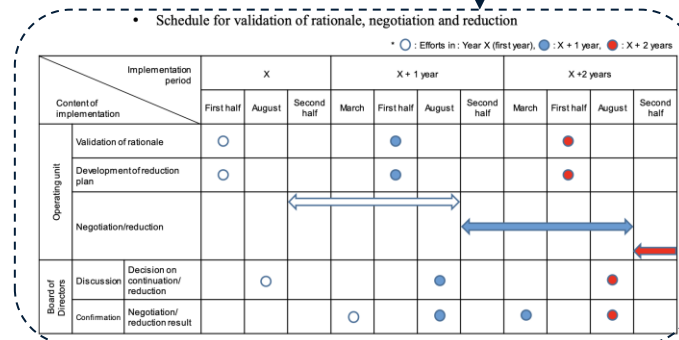 • Schedule for validation of rationale, negotiation and reduction
* ○ : Efforts in : Year X (first year), ● : X + 1 year, ● : X + 2 years
Implementation period
X
X + 1 year
X +2 years
Content of implementation
First half
August
Second half
March
First half
August
Second half
March
First half
August
Second half
Operating unit
Validation of rationale
Development of reduction plan
Negotiation/reduction
Board of Directors
Discussion
Decision on continuation/ reduction
Confirmation
Negotiation/ reduction result